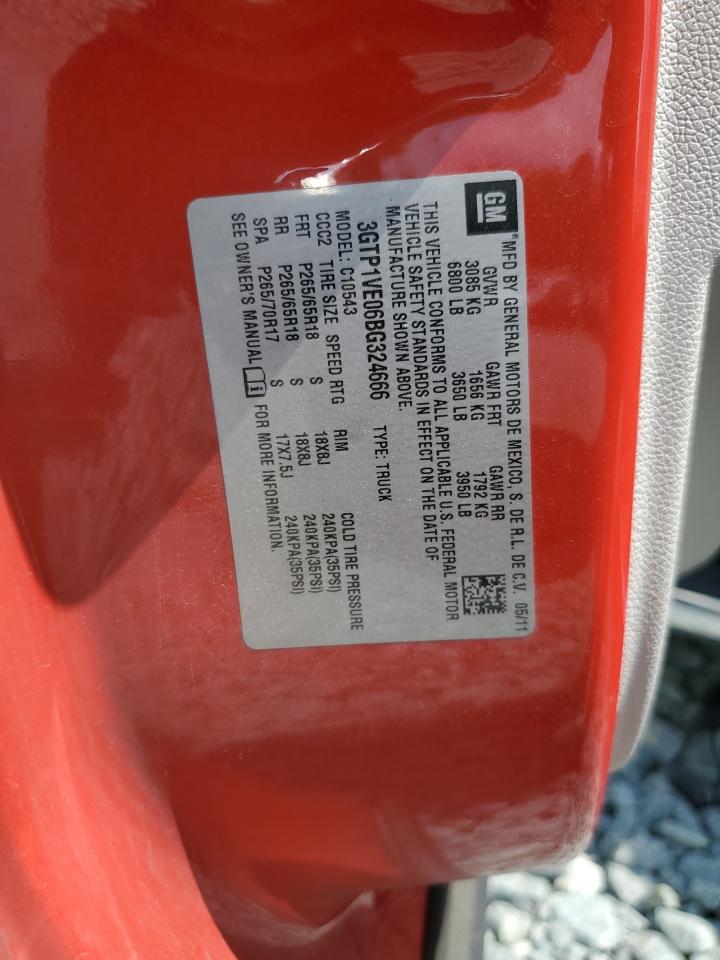 GM
® MFD BY GENERAL MOTORS DE MEXICO, S. DE R.L. DE C.V. 05/11
GVWR GAWR FRT GAWR RR
3085 KG 1656 KG 1792 KG
6800 LB 3650 LB 3950 LB
THIS VEHICLE CONFORMS TO ALL APPLICABLE U.S. FEDERAL MOTOR
VEHICLE SAFETY STANDARDS IN EFFECT ON THE DATE OF
MANUFACTURE SHOWN ABOVE.
3GTP1VE06BG324666 TYPE: TRUCK
MODEL: C10543 COLD TIRE PRESSURE
CCC2 TIRE SIZE SPEED RTG RIM
FRT P265/65R18 S 18X8J 240KPA(35PSI)
RR P265/65R18 S 18X8J 240KPA(35PSI)
SPA P265/70R17 S 17X7.5J 240KPA(35PSI)
SEE OWNER'S MANUAL i FOR MORE INFORMATION.